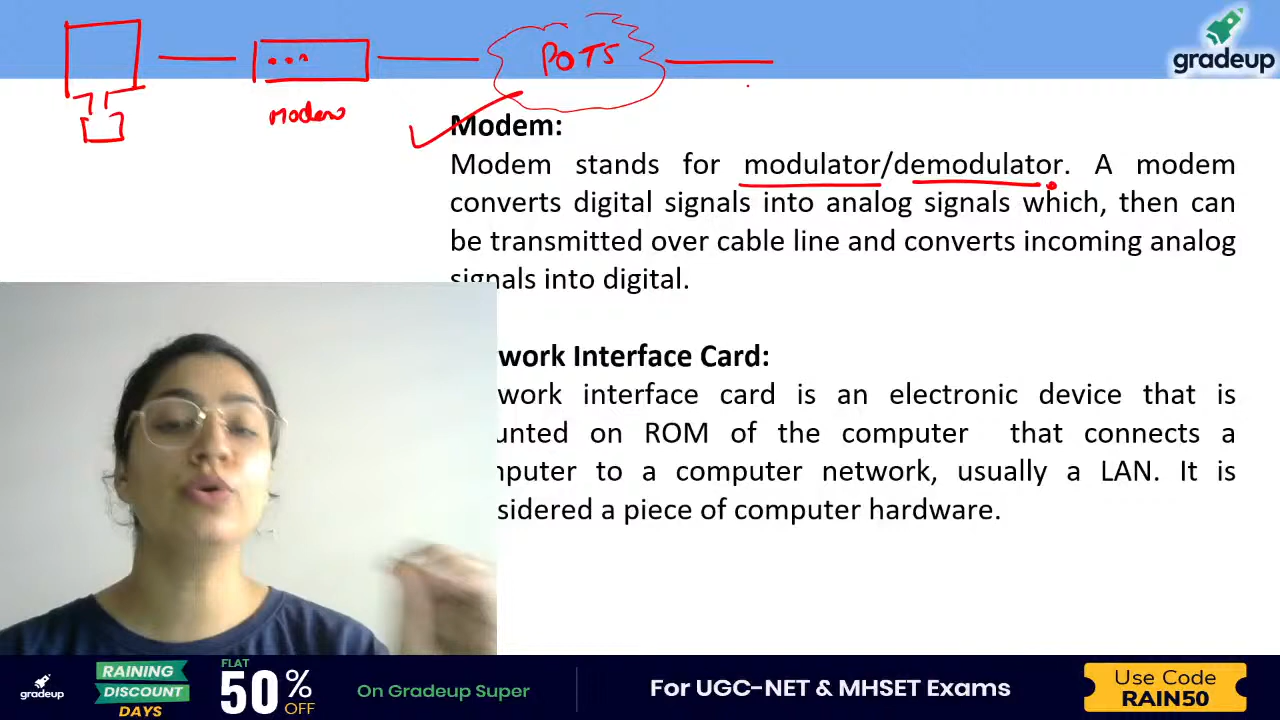 POTS
gradeup
Modem
Modem:
Modem stands for modulator/demodulator. A modem
converts digital signals into analog signals which, then can
be transmitted over cable line and converts incoming analog
signals into digital.
work Interface Card:
work interface card is an electronic device that is
unted on ROM of the computer that connects a
mputer to a computer network, usually a LAN. It is
sidered a piece of computer hardware.
gradeup
RAINING
DISCOUNT
DAYS
FLAT
50%
OFF
On Gradeup Super
For UGC-NET & MHSET Exams
Use Code
RAIN50